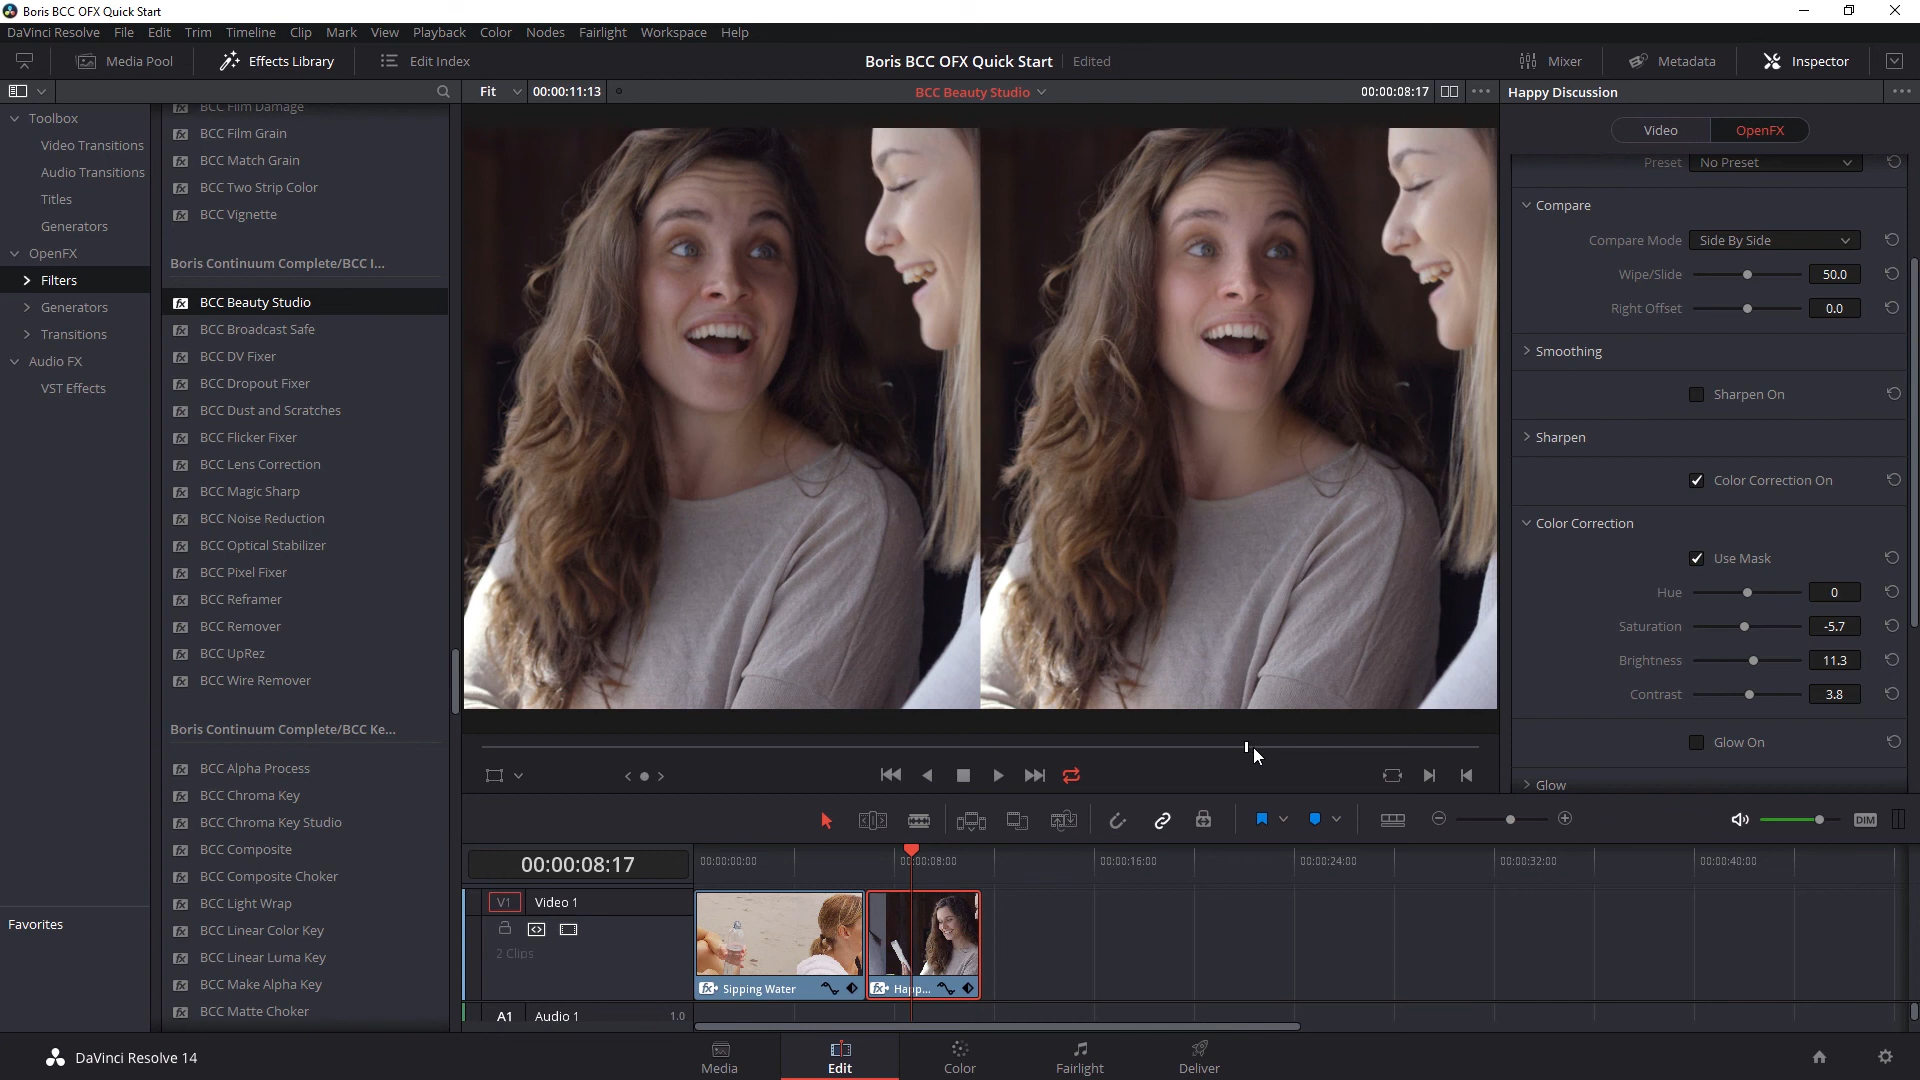 Boris BCC OFX Quick Start
DaVinci Resolve File Edit Trim Timeline Clip Mark View Playback Color Nodes Fairlight Workspace Help
Media Pool Effects Library Edit Index Boris BCC OFX Quick Start Edited Mixer Metadata Inspector
Fit 00:00:11:13 BCC Beauty Studio 00:00:08:17 Happy Discussion
Toolbox
Video Transitions
Audio Transitions
Titles
Generators
OpenFX
Filters
Generators
Transitions
Audio FX
VST Effects
Favorites
BCC Film Damage
BCC Film Grain
BCC Match Grain
BCC Two Strip Color
BCC Vignette
Boris Continuum Complete/BCC I...
BCC Beauty Studio
BCC Broadcast Safe
BCC DV Fixer
BCC Dropout Fixer
BCC Dust and Scratches
BCC Flicker Fixer
BCC Lens Correction
BCC Magic Sharp
BCC Noise Reduction
BCC Optical Stabilizer
BCC Pixel Fixer
BCC Reframer
BCC Remover
BCC UpRez
BCC Wire Remover
Boris Continuum Complete/BCC Ke...
BCC Alpha Process
BCC Chroma Key
BCC Chroma Key Studio
BCC Composite
BCC Composite Choker
BCC Light Wrap
BCC Linear Color Key
BCC Linear Luma Key
BCC Make Alpha Key
BCC Matte Choker
Video OpenFX
Preset No Preset
Compare
Compare Mode Side By Side
Wipe/Slide 50.0
Right Offset 0.0
Smoothing
Sharpen On
Sharpen
Color Correction On
Color Correction
Use Mask
Hue 0
Saturation -5.7
Brightness 11.3
Contrast 3.8
Glow On
Glow
DIM
00:00:08:17 00:00:00:00 00:00:08:00 00:00:16:00 00:00:24:00 00:00:32:00 00:00:40:00
V1 Video 1
2 Clips
fx Sipping Water fx Happ...
A1 Audio 1 1.0
DaVinci Resolve 14 Media Edit Color Fairlight Deliver